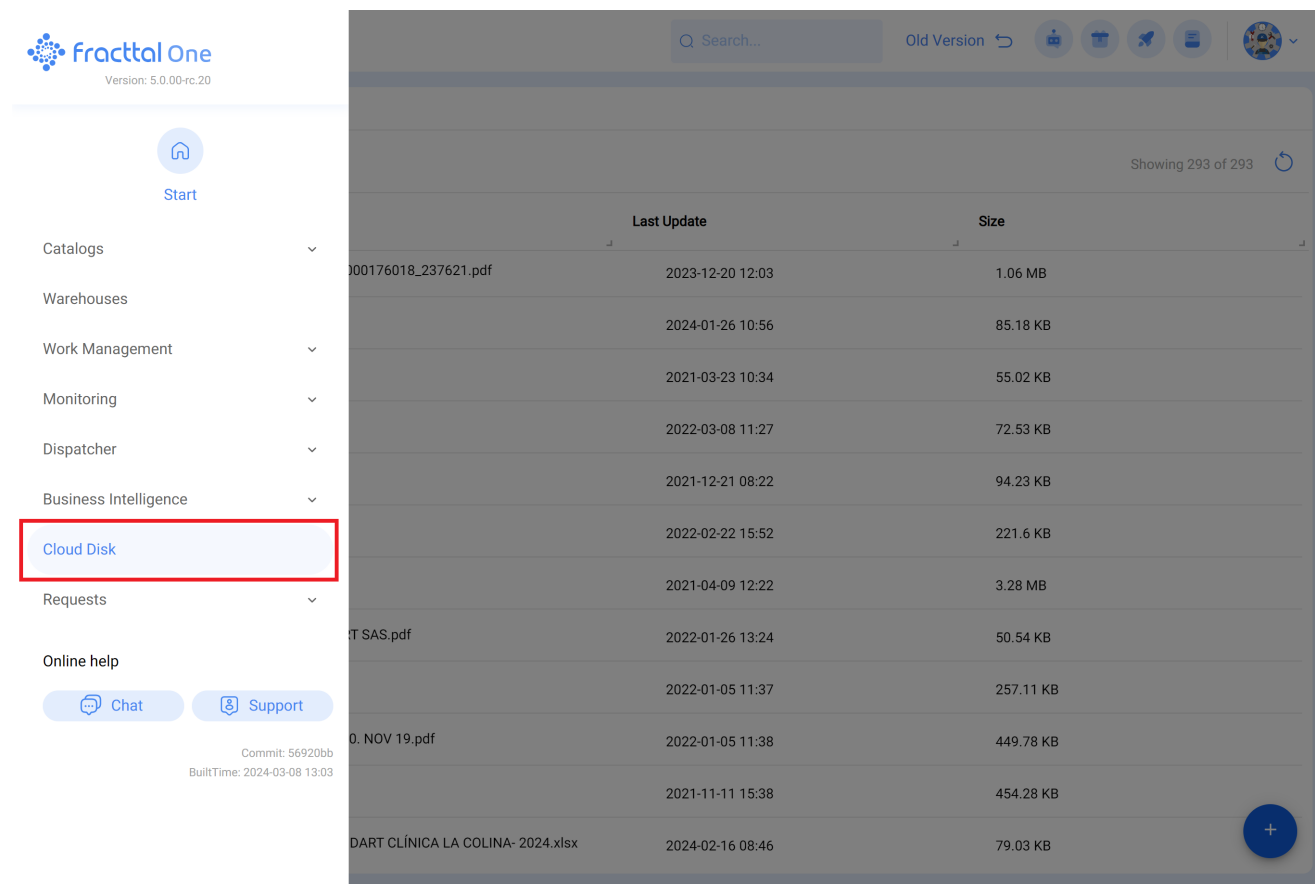 fracttal One
Version: 5.0.00-rc.20
Start
Catalogs
Warehouses
Work Management
Monitoring
Dispatcher
Business Intelligence
Cloud Disk
Requests
Online help
Chat Support
Commit: 56920bb
BuiltTime: 2024-03-08 13:03
Search... Old Version
Showing 293 of 293
Last Update Size
000176018_237621.pdf 2023-12-20 12:03 1.06 MB
2024-01-26 10:56 85.18 KB
2021-03-23 10:34 55.02 KB
2022-03-08 11:27 72.53 KB
2021-12-21 08:22 94.23 KB
2022-02-22 15:52 221.6 KB
2021-04-09 12:22 3.28 MB
T SAS.pdf 2022-01-26 13:24 50.54 KB
2022-01-05 11:37 257.11 KB
0. NOV 19.pdf 2022-01-05 11:38 449.78 KB
2021-11-11 15:38 454.28 KB
DART CLÍNICA LA COLINA- 2024.xlsx 2024-02-16 08:46 79.03 KB
+